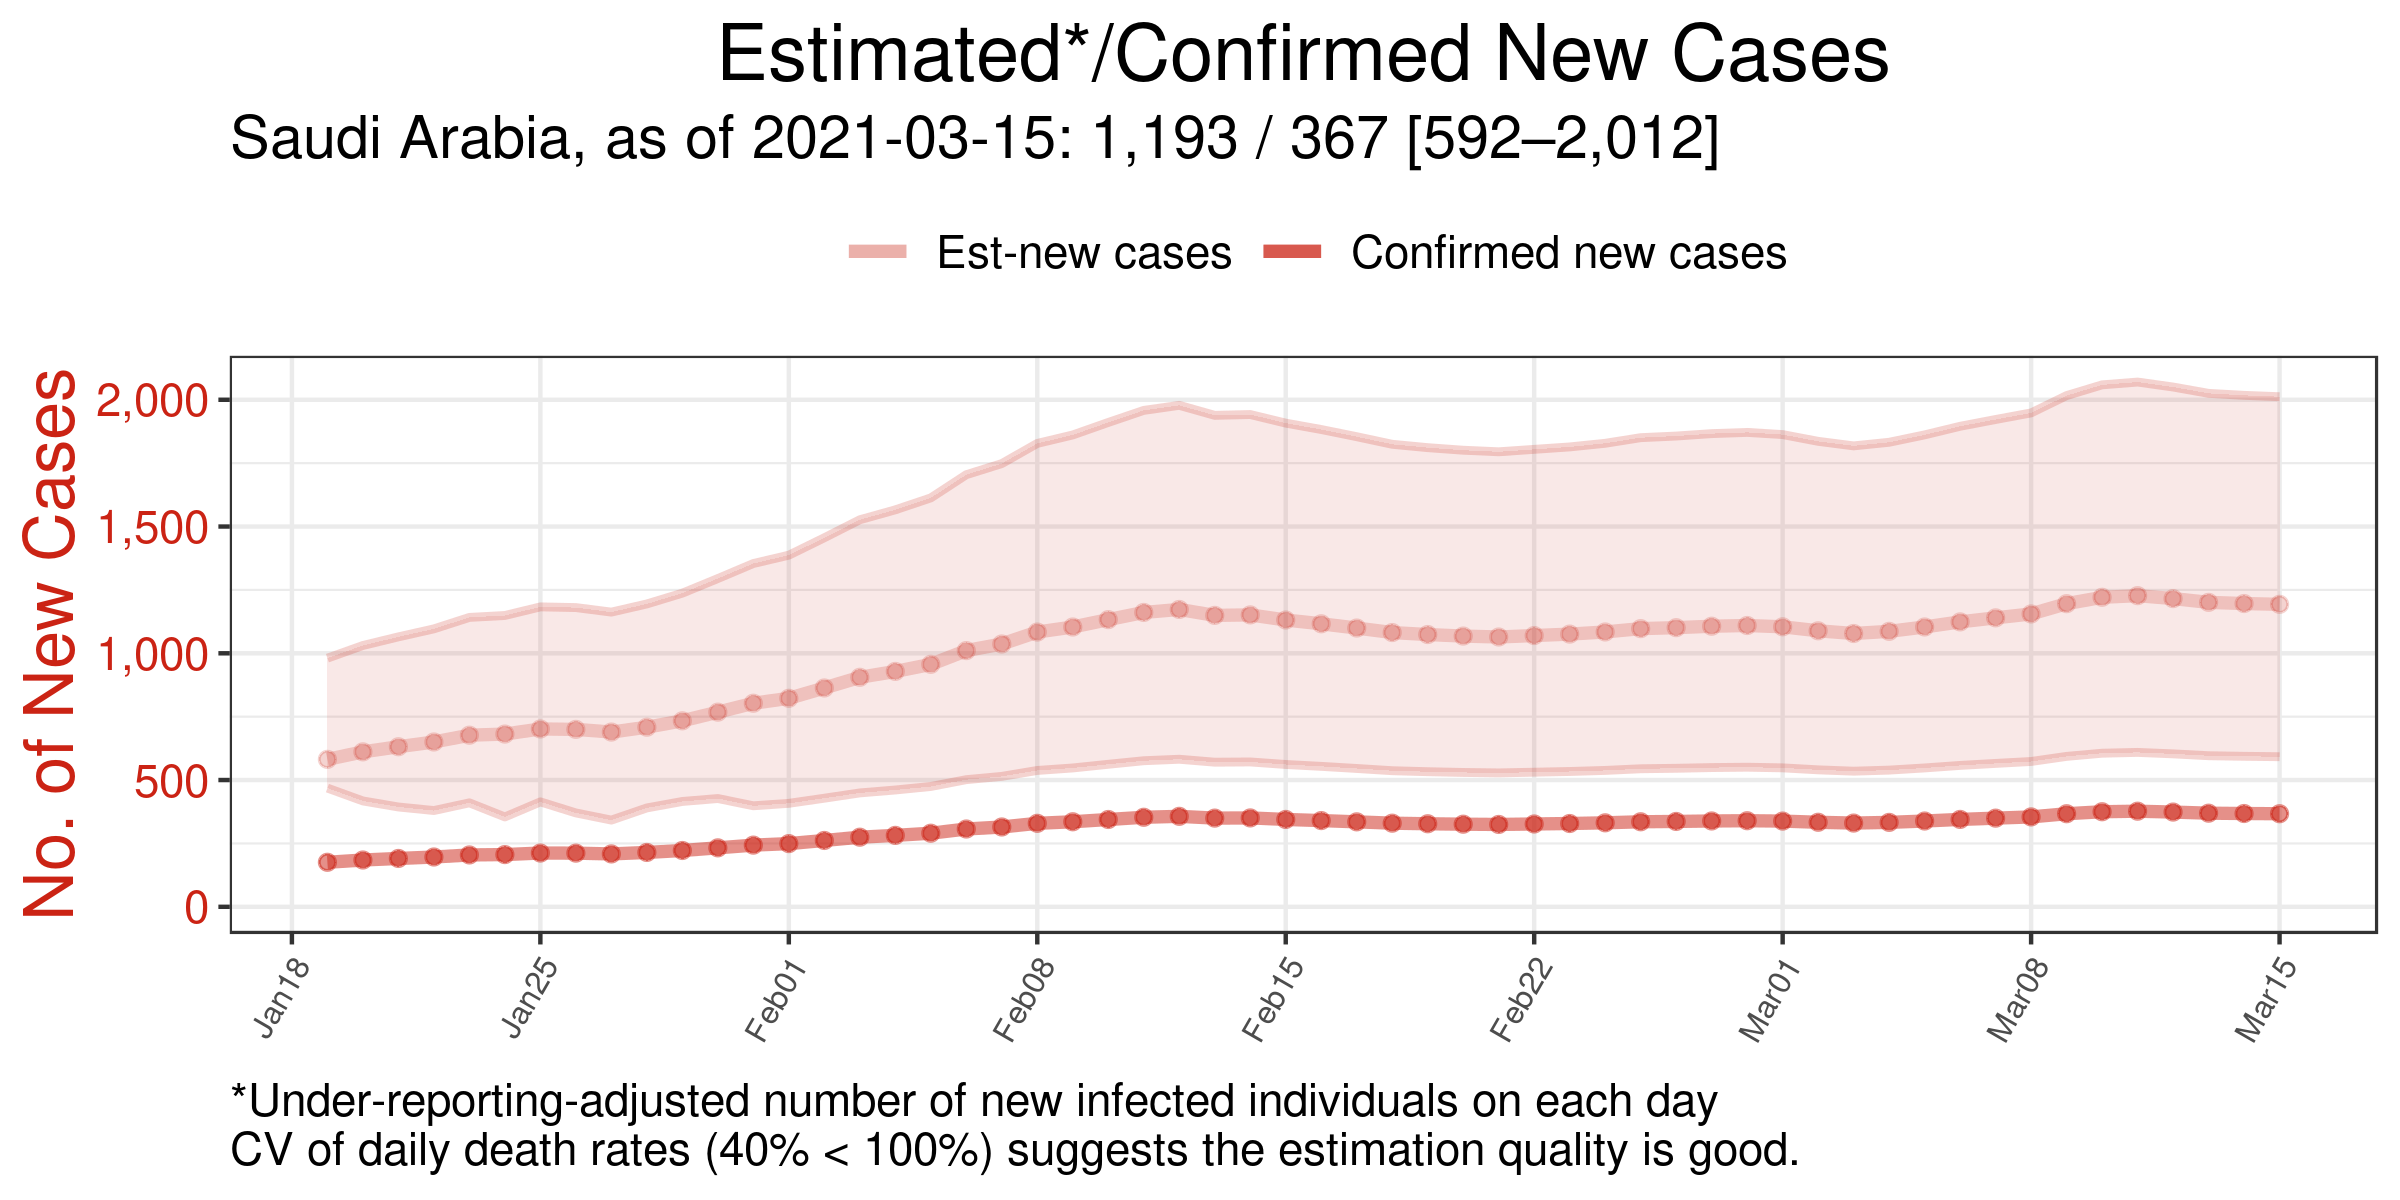 Estimated*/Confirmed New Cases
Saudi Arabia, as of 2021-03-15: 1,193 / 367 [592–2,012]
Est-new cases
Confirmed new cases
No. of New Cases
2,000
1,500
1,000
500
0
Jan18
Jan25
Feb01
Feb08
Feb15
Feb22
Mar01
Mar08
Mar15
*Under-reporting-adjusted number of new infected individuals on each day
CV of daily death rates (40% < 100%) suggests the estimation quality is good.